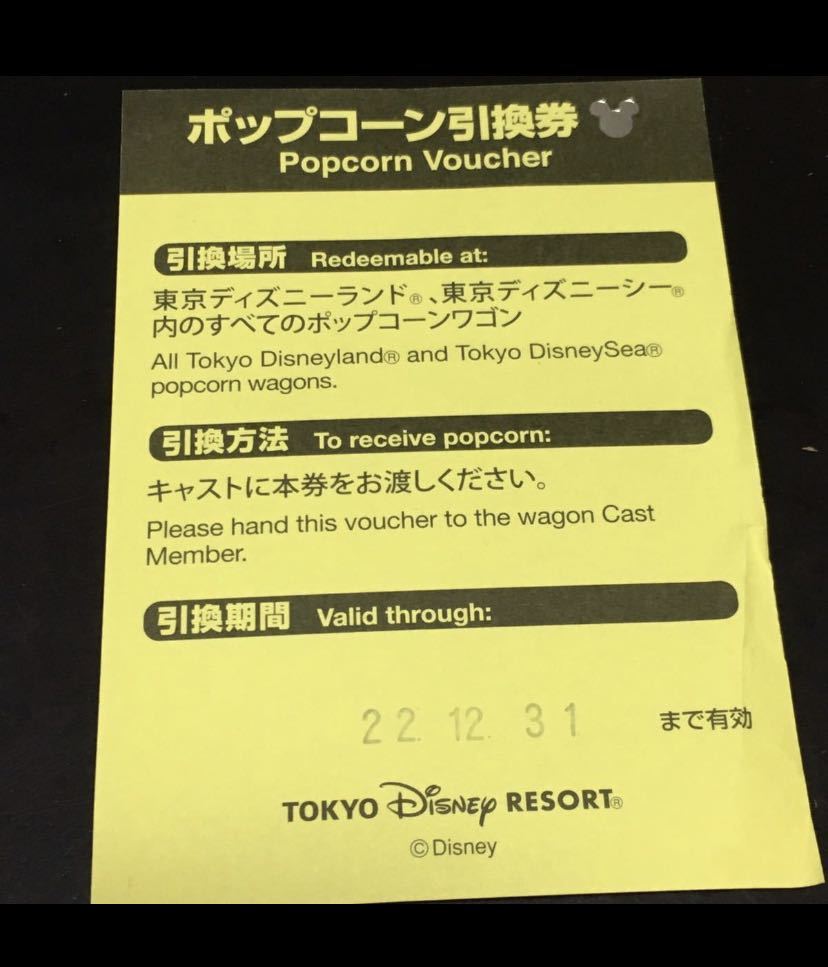 ポップコーン引換券
Popcorn Voucher
引換場所 Redeemable at:
東京ディズニーランド®、東京ディズニーシー®
内のすべてのポップコーンワゴン
All Tokyo Disneyland® and Tokyo DisneySea®
popcorn wagons.
引換方法 To receive popcorn:
キャストに本券をお渡しください。
Please hand this voucher to the wagon Cast
Member.
引換期間 Valid through:
22. 12. 31 まで有効
TOKYO Disney RESORT®
©Disney